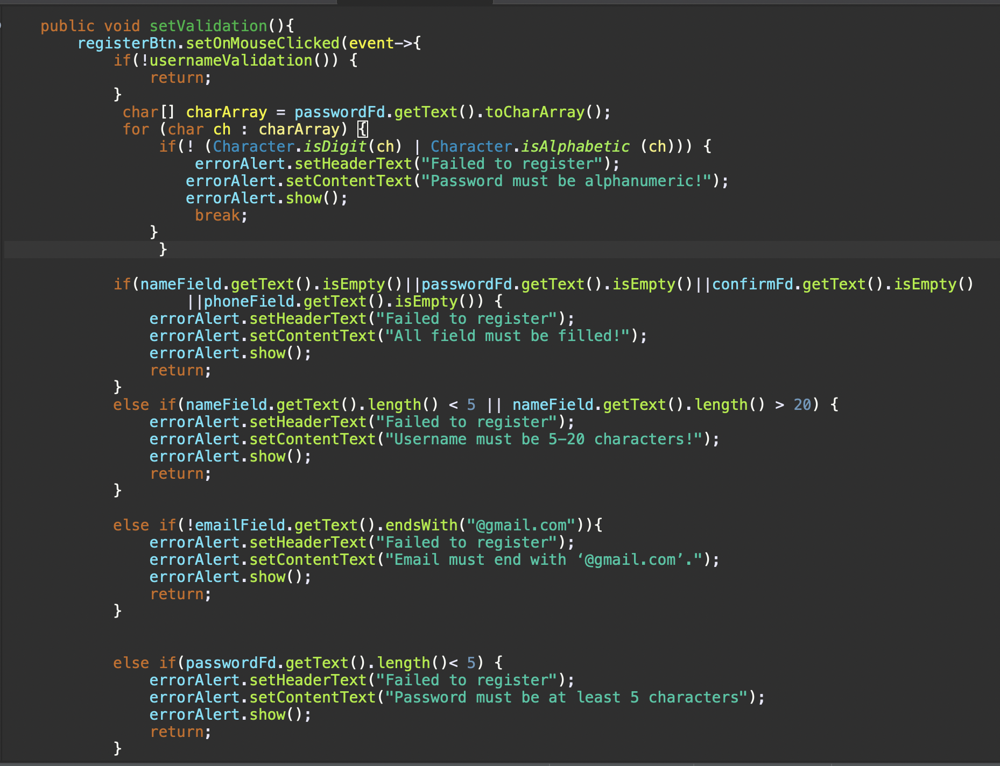 public void setValidation(){
registerBtn.setOnMouseClicked(event->{
if(!usernameValidation()) {
return;
}
char[] charArray = passwordFd.getText().toCharArray();
for (char ch : charArray) {
if(! (Character.isDigit(ch) | Character.isAlphabetic (ch))) {
errorAlert.setHeaderText("Failed to register");
errorAlert.setContentText("Password must be alphanumeric!");
errorAlert.show();
break;
}
}
if(nameField.getText().isEmpty()||passwordFd.getText().isEmpty()||confirmFd.getText().isEmpty()
||phoneField.getText().isEmpty()) {
errorAlert.setHeaderText("Failed to register");
errorAlert.setContentText("All field must be filled!");
errorAlert.show();
return;
}
else if(nameField.getText().length() < 5 || nameField.getText().length() > 20) {
errorAlert.setHeaderText("Failed to register");
errorAlert.setContentText("Username must be 5–20 characters!");
errorAlert.show();
return;
}
else if(!emailField.getText().endsWith("@gmail.com")){
errorAlert.setHeaderText("Failed to register");
errorAlert.setContentText("Email must end with ‘@gmail.com’.");
errorAlert.show();
return;
}
else if(passwordFd.getText().length()< 5) {
errorAlert.setHeaderText("Failed to register");
errorAlert.setContentText("Password must be at least 5 characters");
errorAlert.show();
return;
}